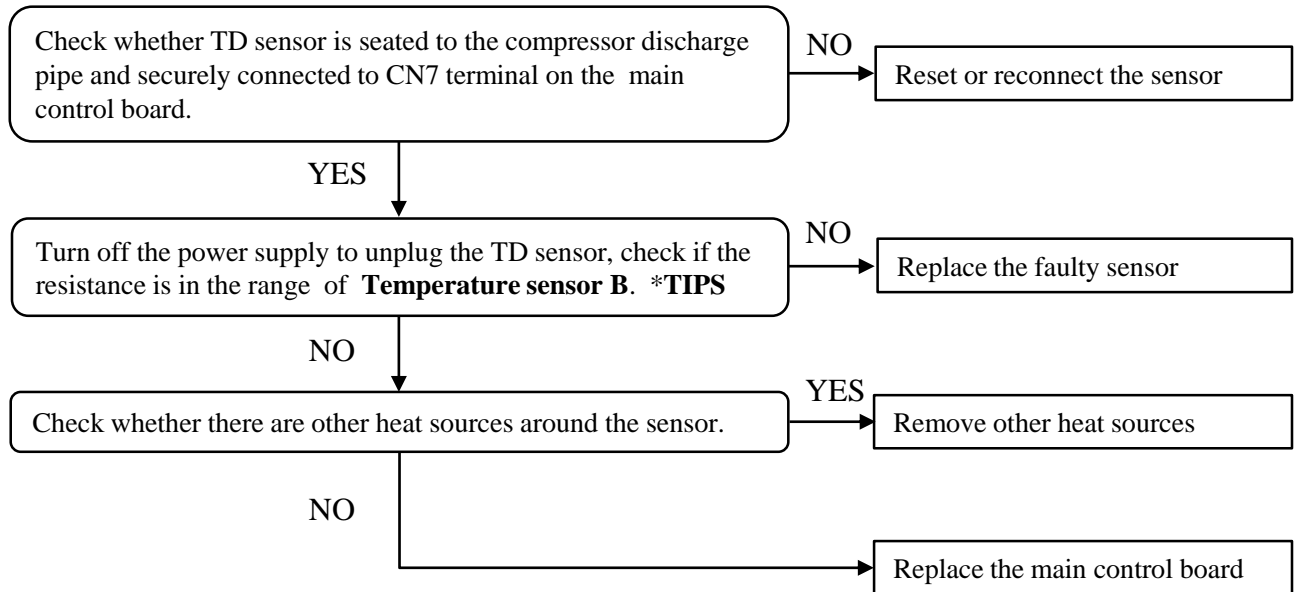 Check whether TD sensor is seated to the compressor discharge
pipe and securely connected to CN7 terminal on the main
control board.
NO
Reset or reconnect the sensor
YES
Turn off the power supply to unplug the TD sensor, check if the
resistance is in the range of Temperature sensor B. *TIPS
NO
Replace the faulty sensor
NO
Check whether there are other heat sources around the sensor.
YES
Remove other heat sources
NO
Replace the main control board